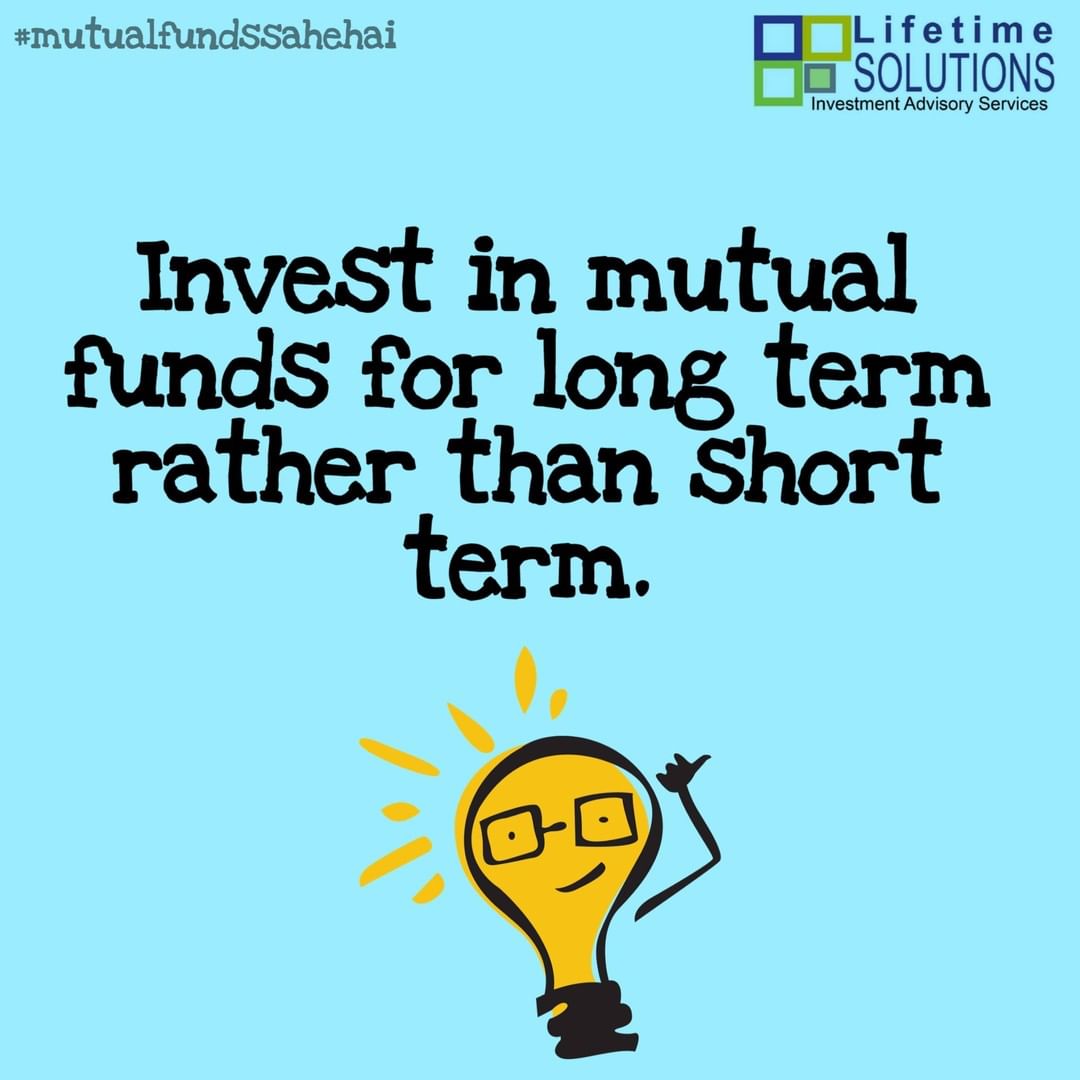 #mutualfundssahehai
Lifetime
SOLUTIONS
Investment Advisory Services
Invest in mutual
funds for long term
rather than short
term.